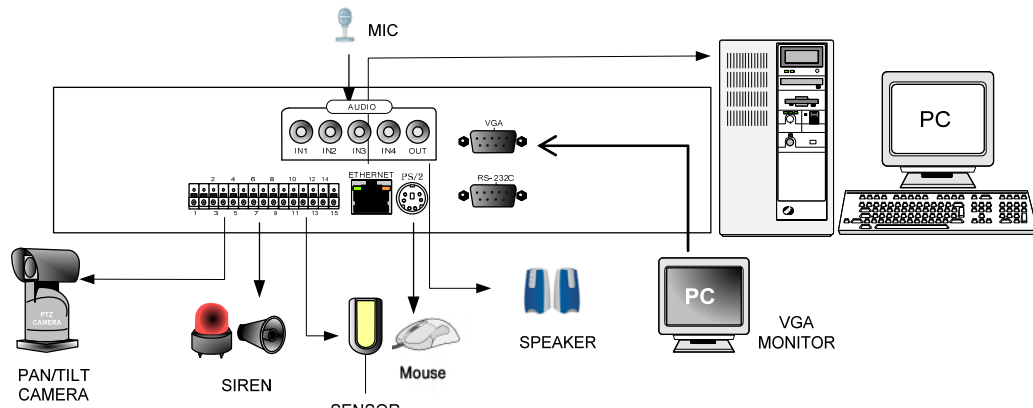 MIC
AUDIO
IN1 IN2 IN3 IN4 OUT
VGA
PC
ETHERNET PS/2 RS-232C
2 4 6 8 10 12 14
1 3 5 7 9 11 13 15
PTZ
CAMERA
PC
SPEAKER
VGA
MONITOR
PAN/TILT
CAMERA
SIREN
Mouse
SENSOR